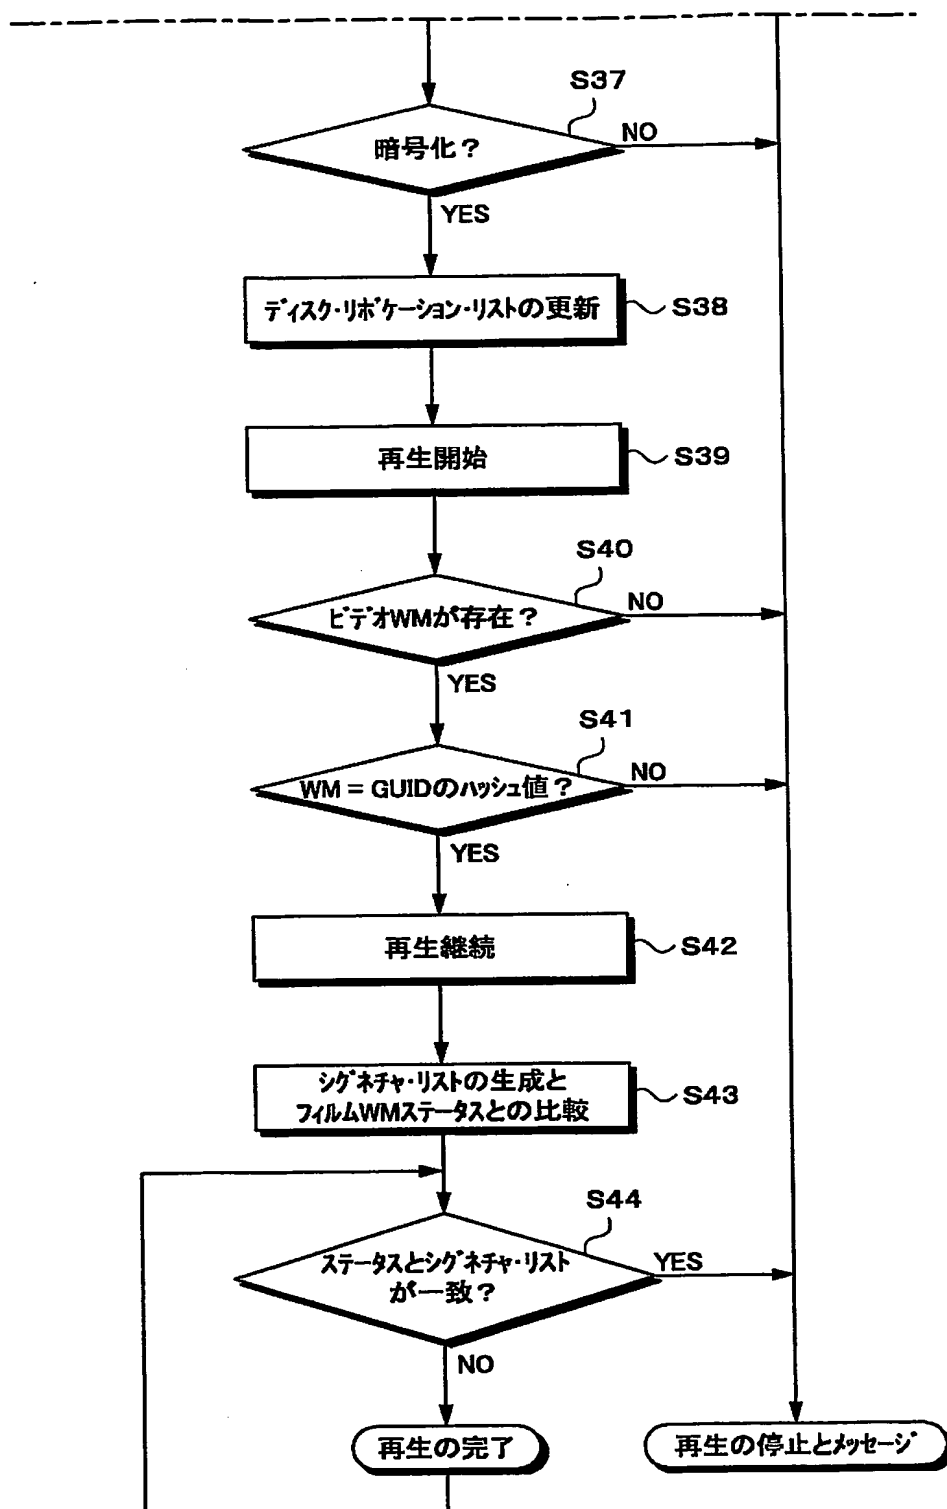 S37
暗号化？
NO
YES
ディスク・リボケーション・リストの更新
S38
再生開始
S39
S40
ビデオWMが存在？
NO
YES
S41
WM = GUIDのハッシュ値？
NO
YES
再生継続
S42
シグネチャ・リストの生成と
フィルムWMステータスとの比較
S43
S44
ステータスとシグネチャ・リスト
が一致？
YES
NO
再生の完了
再生の停止とメッセージ